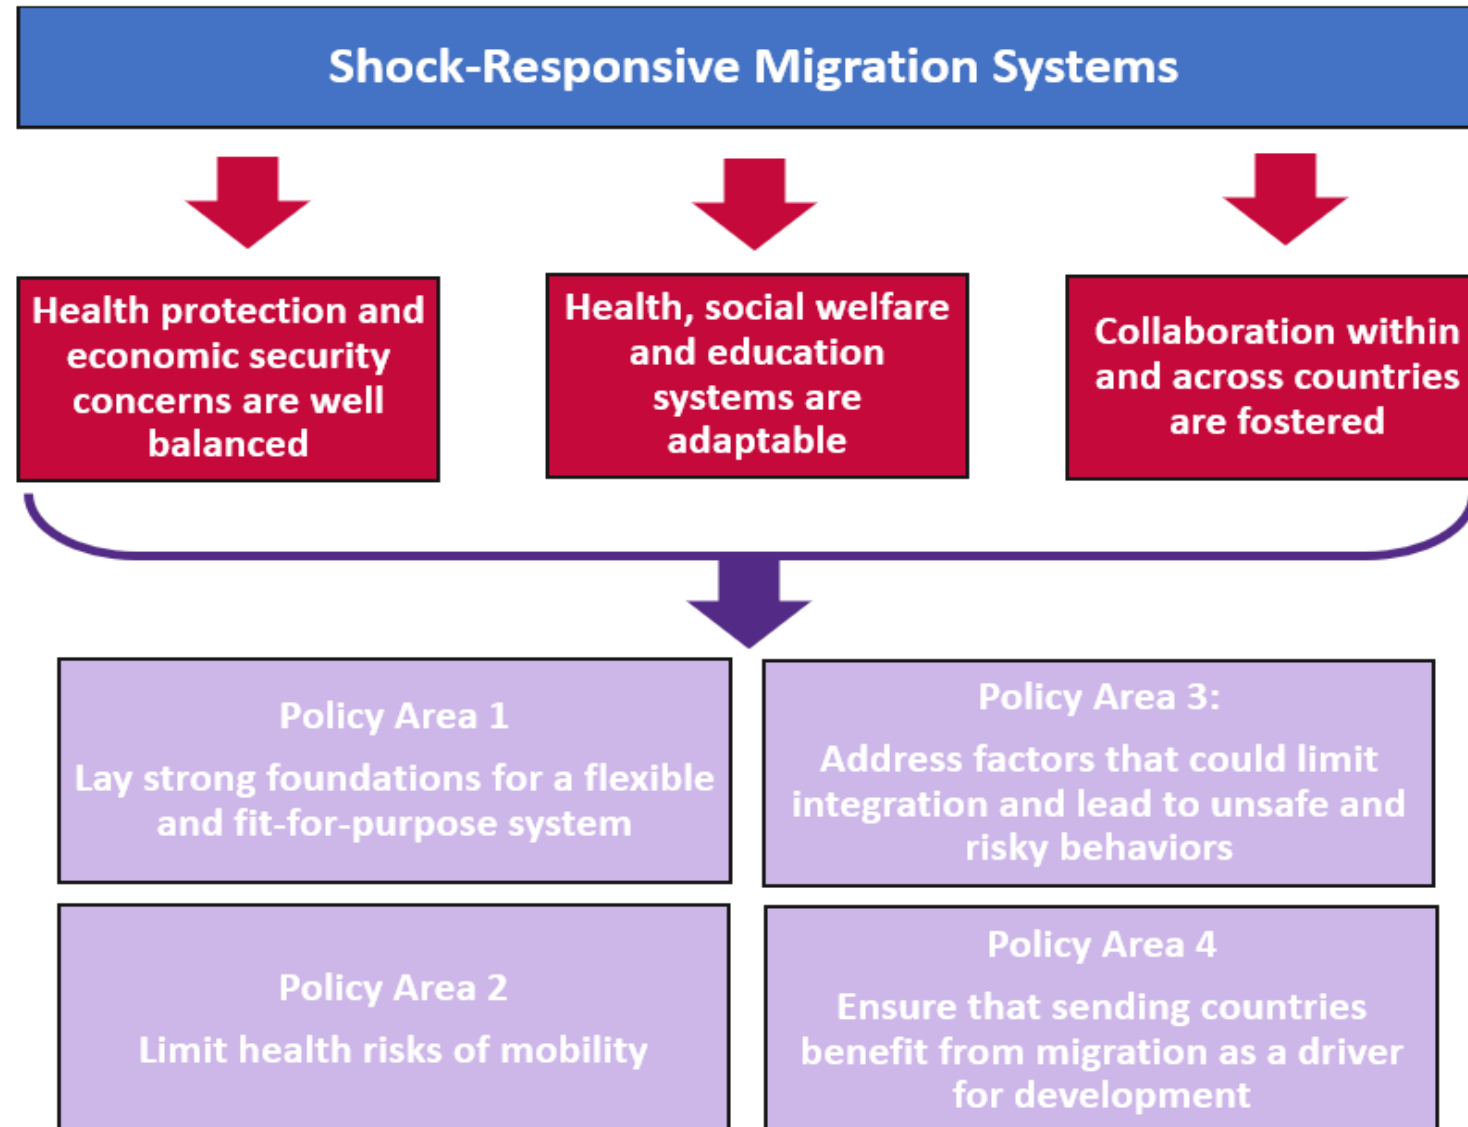 Shock-Responsive Migration Systems
Health protection and
economic security
concerns are well
balanced
Health, social welfare
and education
systems are
adaptable
Collaboration within
and across countries
are fostered
Policy Area 1
Lay strong foundations for a flexible
and fit-for-purpose system
Policy Area 2
Limit health risks of mobility
Policy Area 3:
Address factors that could limit
integration and lead to unsafe and
risky behaviors
Policy Area 4
Ensure that sending countries
benefit from migration as a driver
for development